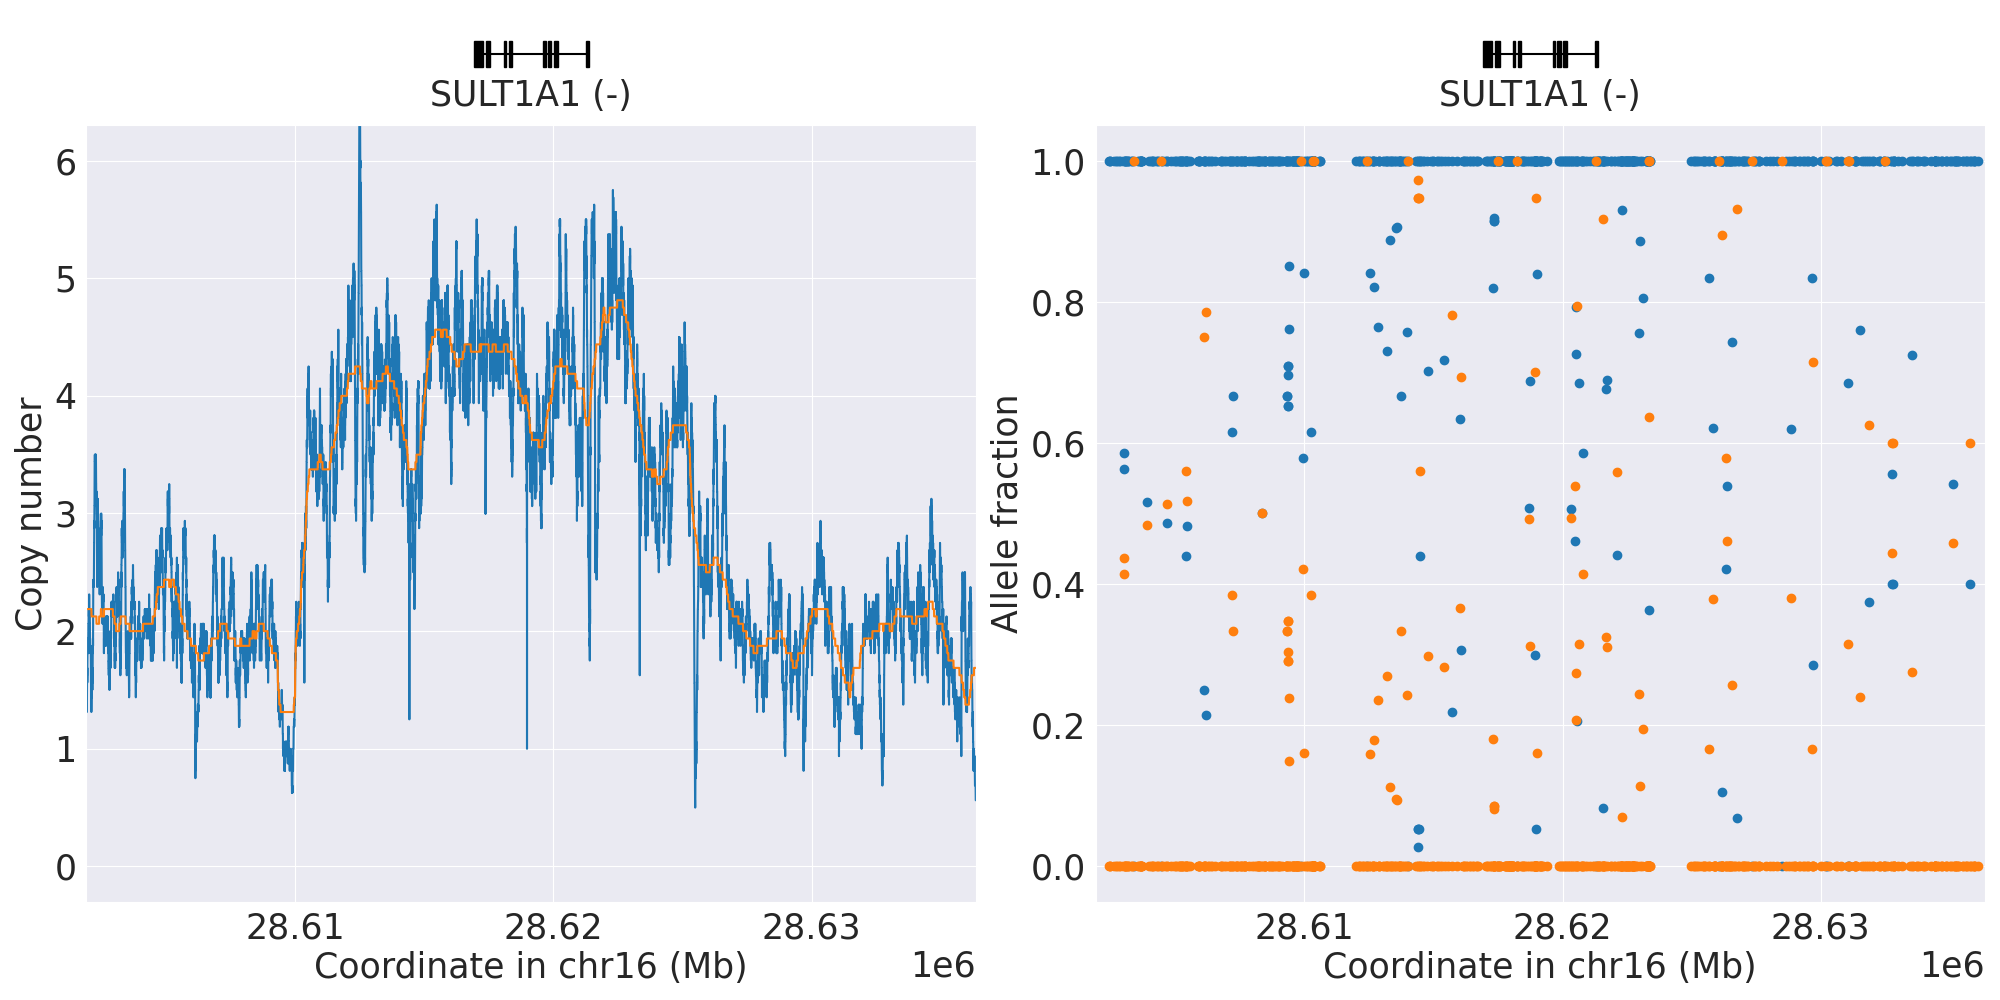 SULT1A1 (-)
Copy number
6
5
4
3
2
1
0
28.61
28.62
28.63
Coordinate in chr16 (Mb)
1e6
SULT1A1 (-)
Allele fraction
1.0
0.8
0.6
0.4
0.2
0.0
28.61
28.62
28.63
Coordinate in chr16 (Mb)
1e6